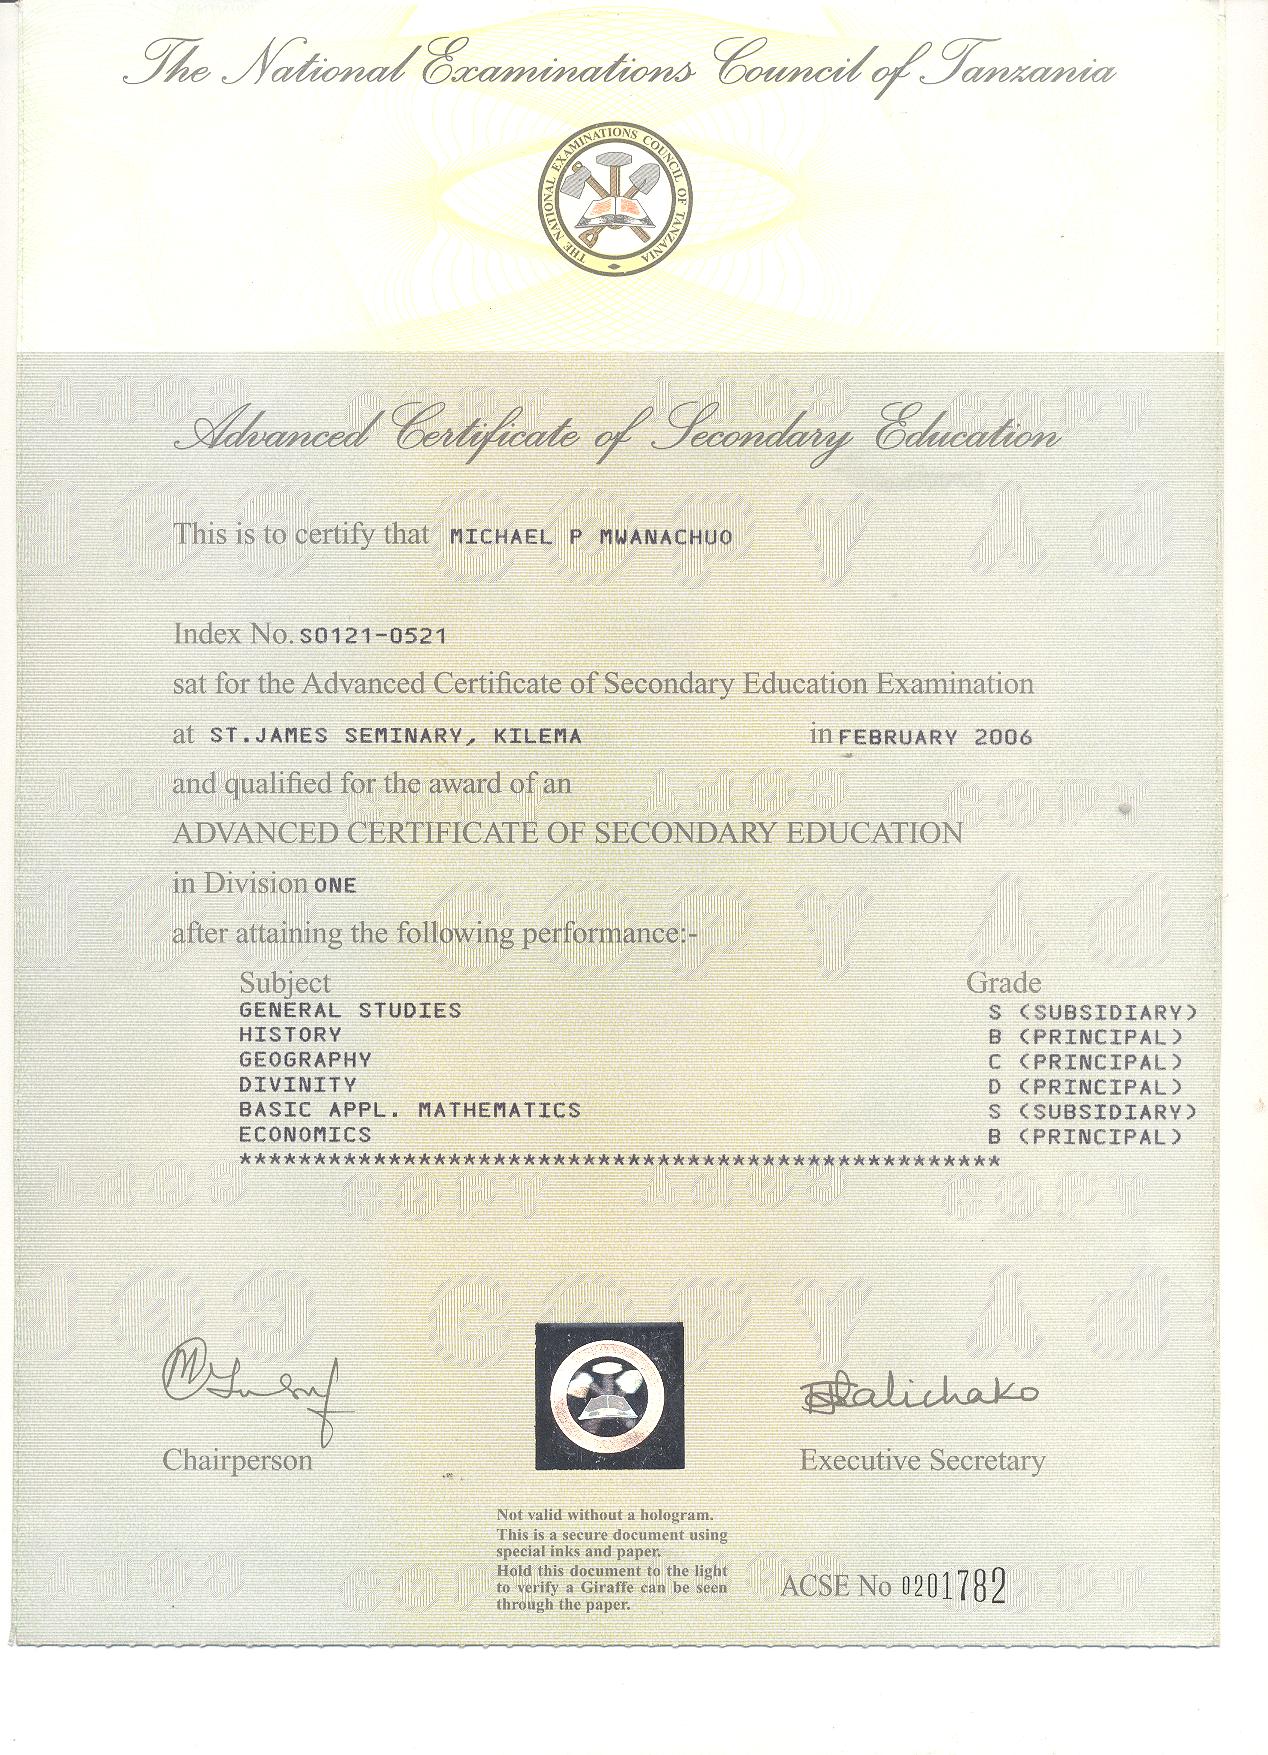 The National Examinations Council of Tanzania
THE NATIONAL EXAMINATIONS COUNCIL OF TANZANIA
Advanced Certificate of Secondary Education
This is to certify that MICHAEL P MWANACHUO
Index No. S0121-0521
sat for the Advanced Certificate of Secondary Education Examination
at ST.JAMES SEMINARY, KILEMA in FEBRUARY 2006
and qualified for the award of an
ADVANCED CERTIFICATE OF SECONDARY EDUCATION
in Division ONE
after attaining the following performance:-
Subject Grade
GENERAL STUDIES S (SUBSIDIARY)
HISTORY B (PRINCIPAL)
GEOGRAPHY C (PRINCIPAL)
DIVINITY D (PRINCIPAL)
BASIC APPL. MATHEMATICS S (SUBSIDIARY)
ECONOMICS B (PRINCIPAL)
***************************************************
Chairperson
Executive Secretary
Not valid without a hologram.
This is a secure document using
special inks and paper.
Hold this document to the light
to verify a Giraffe can be seen
through the paper.
ACSE No 0201782